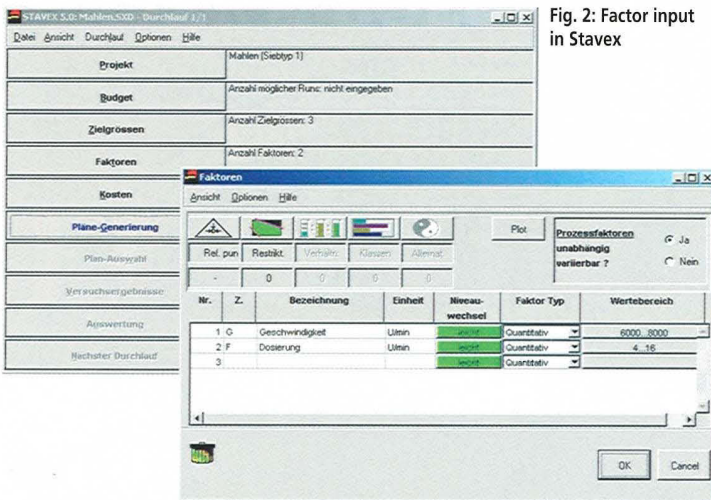 STAVEX 5.0: Mahlen.SXD - Durchlauf 1/1
Datei Ansicht Durchlauf Optionen Hilfe
Projekt
Mahlen (Siebtyp 1)
Budget
Anzahl möglicher Runs: nicht eingegeben
Zielgrössen
Anzahl Zielgrössen: 3
Faktoren
Anzahl Faktoren: 2
Kosten
Pläne-Generierung
Plan-Auswahl
Versuchsergebnisse
Auswertung
Nächster Durchlauf
Fig. 2: Factor input
in Stavex
Faktoren
Ansicht Optionen Hilfe
Plot
Prozessfaktoren
unabhängig
variierbar ?
Ja
Nein
Rel. pun Restrikt. Verhältn. Klassen Alleinst.
- 0 0 0 0
Nr. Z. Bezeichnung Einheit Niveau-wechsel Faktor Typ Wertebereich
1 G Geschwindigkeit U/min leicht Quantitativ 6000...8000
2 F Dosierung U/min leicht Quantitativ 4...16
3 leicht Quantitativ
OK Cancel